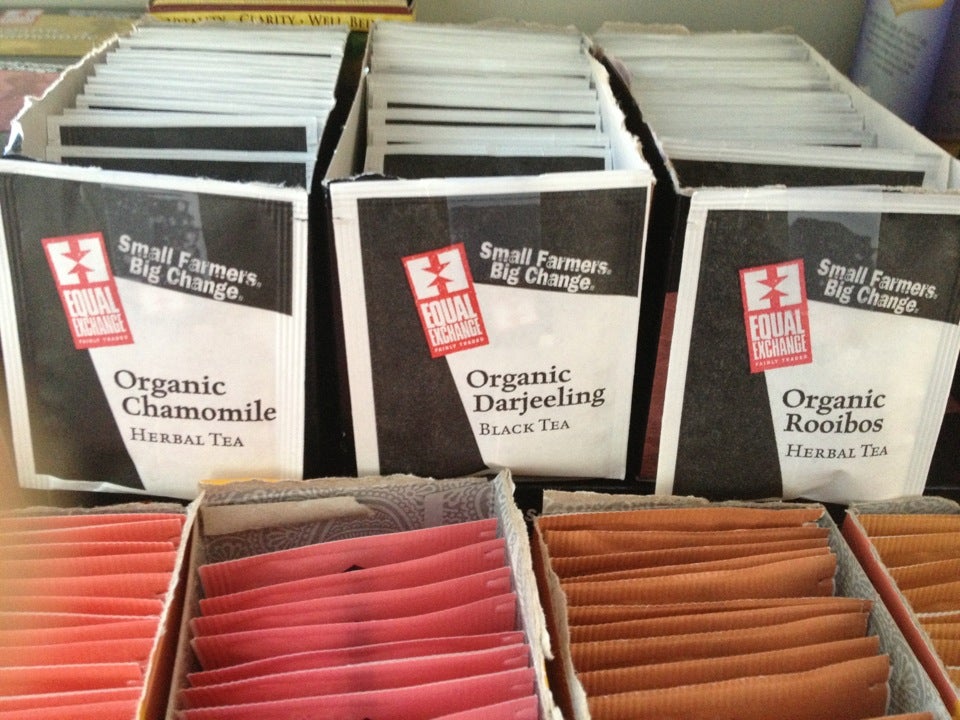 VITALITY · CLARITY · WELL BEI
Small Farmers.
Big Change.
EQUAL
EXCHANGE
FAIRLY TRADED
Organic
Chamomile
HERBAL TEA
Small Farmers.
Big Change.
EQUAL
EXCHANGE
FAIRLY TRADED
Organic
Darjeeling
BLACK TEA
Small Farmers.
Big Change.
EQUAL
EXCHANGE
FAIRLY TRADED
Organic
Rooibos
HERBAL TEA